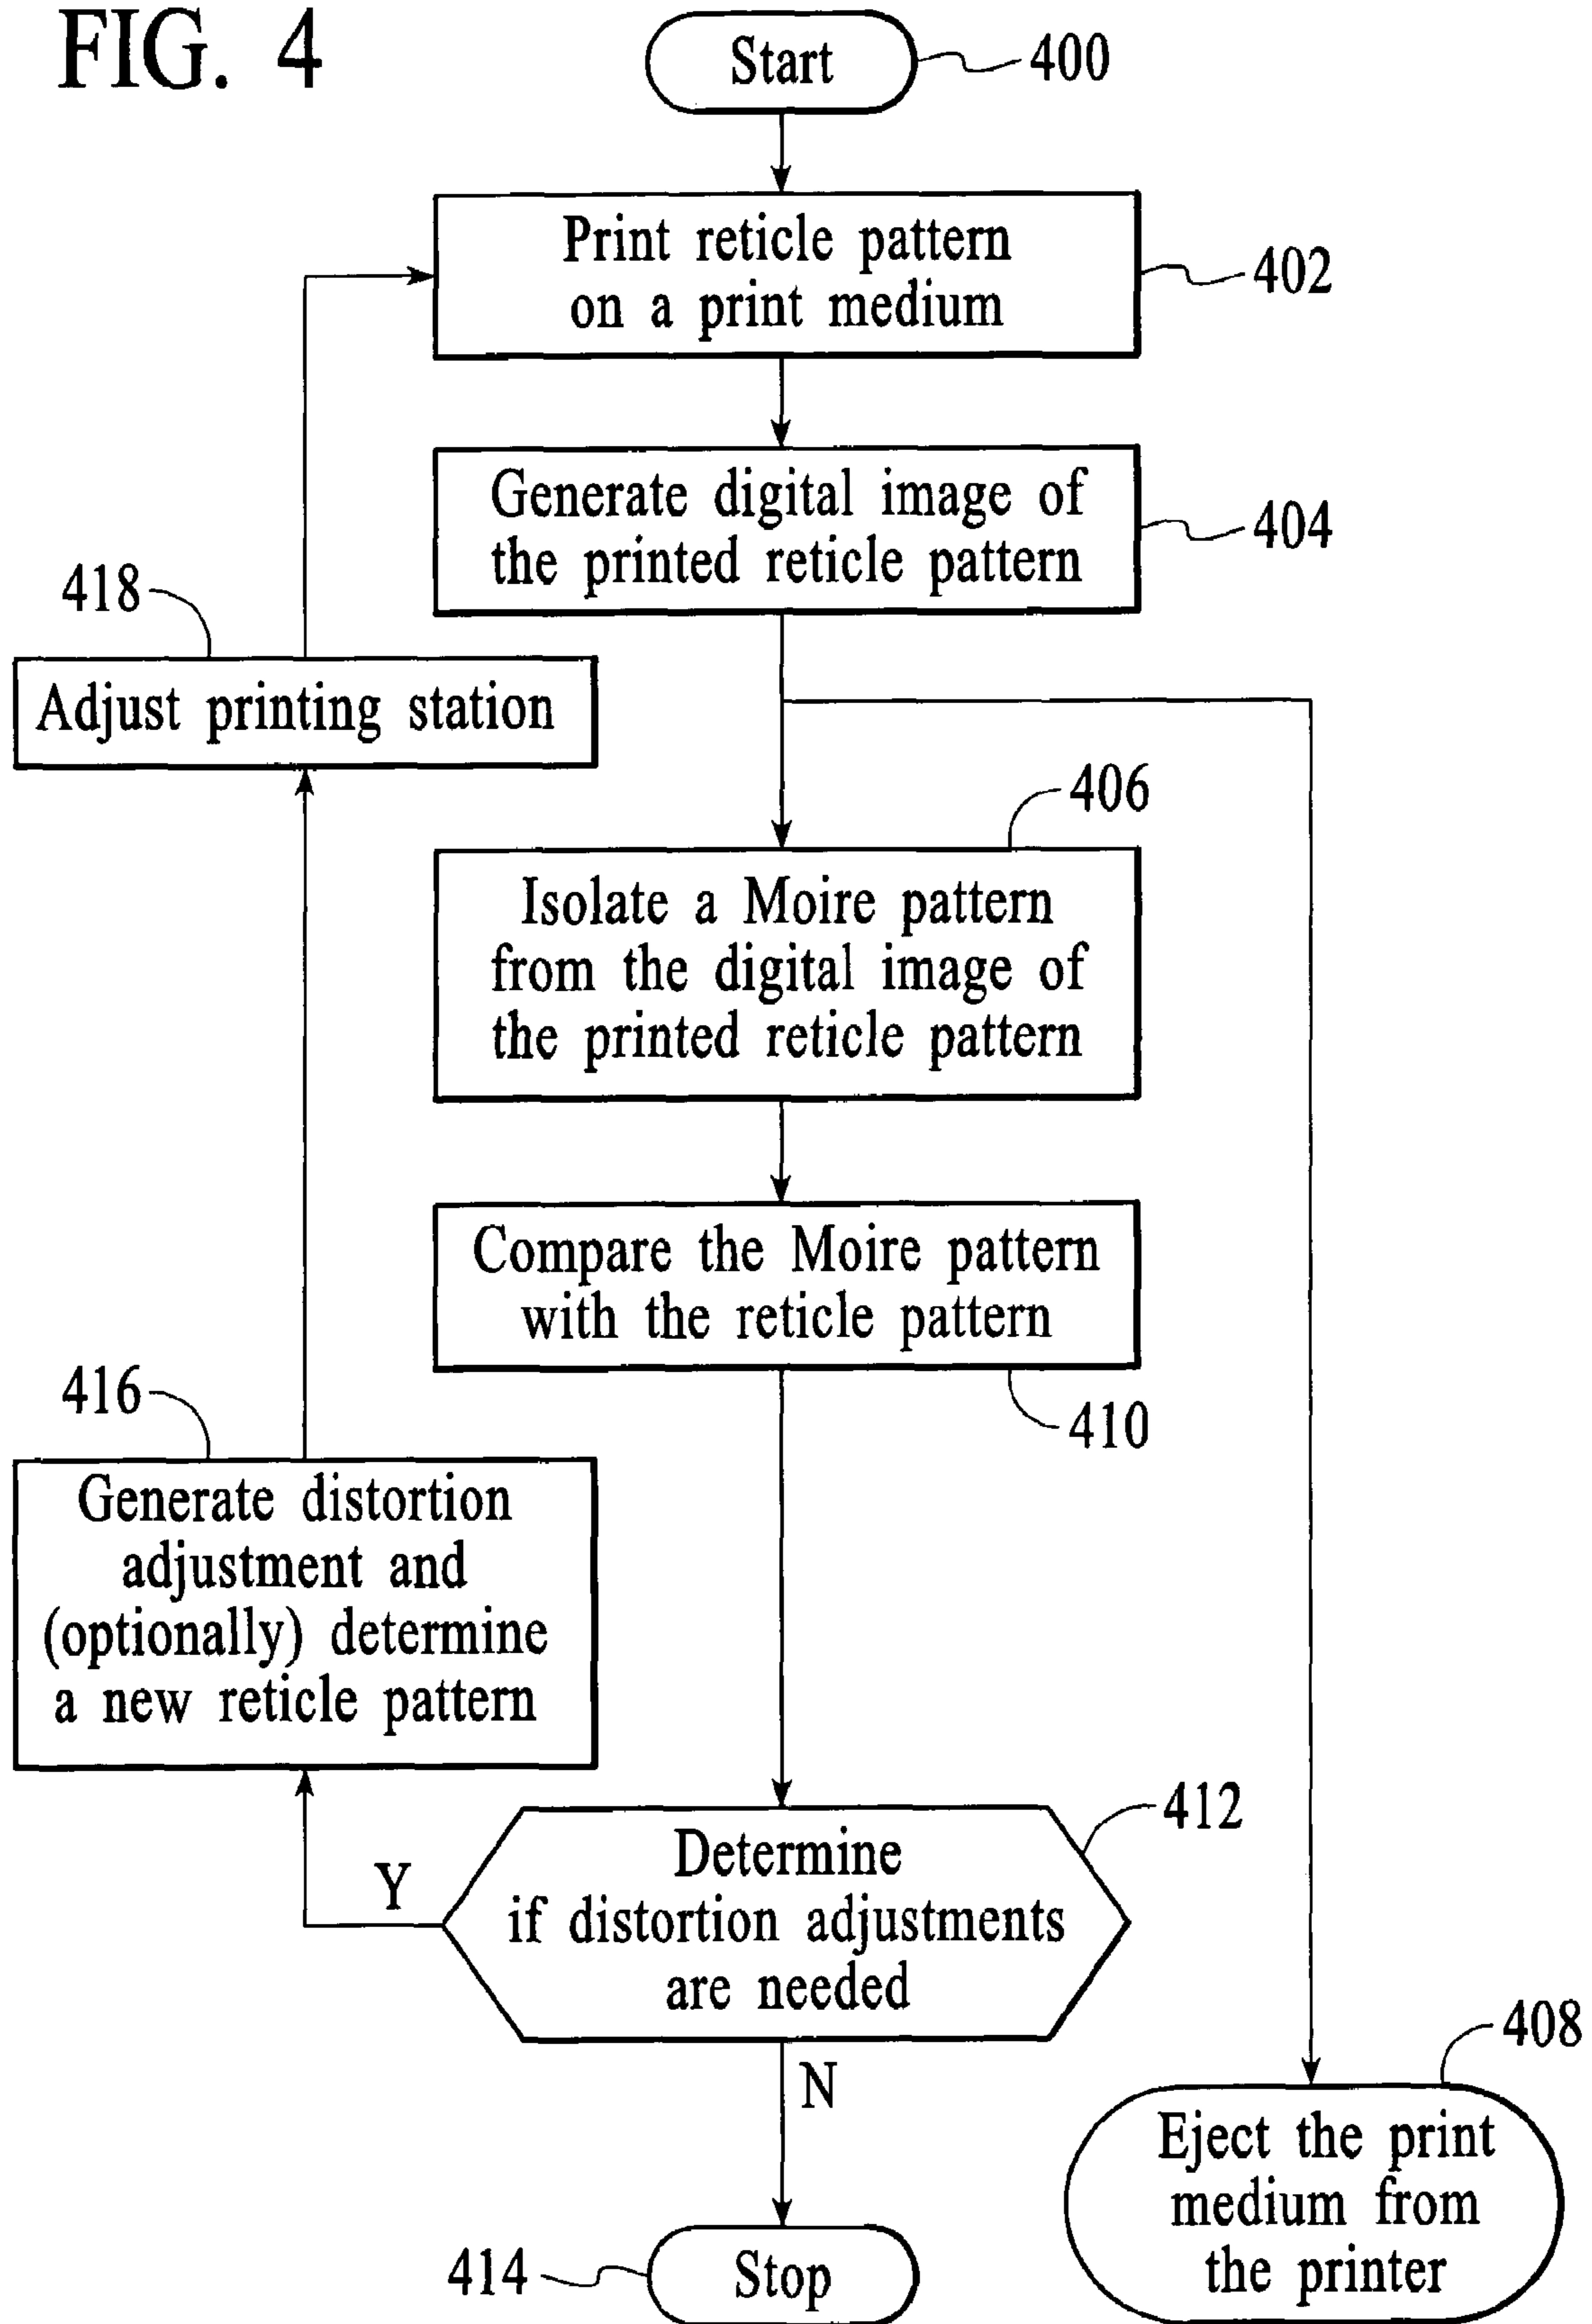 FIG. 4
Start
400
Print reticle pattern
on a print medium
402
Generate digital image of
the printed reticle pattern
404
418
Adjust printing station
406
Isolate a Moire pattern
from the digital image of
the printed reticle pattern
Compare the Moire pattern
with the reticle pattern
410
416
Generate distortion
adjustment and
(optionally) determine
a new reticle pattern
412
Determine
if distortion adjustments
are needed
Y
N
408
Eject the print
medium from
the printer
414
Stop